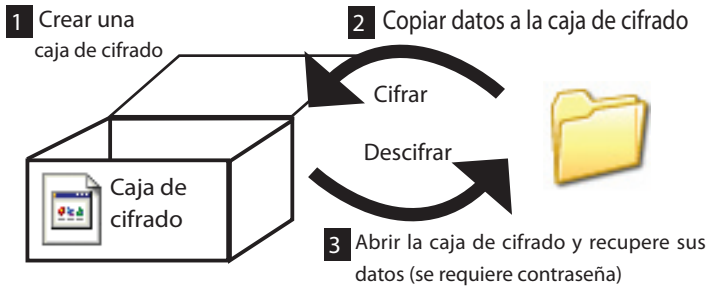 1 Crear una
caja de cifrado
2 Copiar datos a la caja de cifrado
Cifrar
Descifrar
Caja de
cifrado
3 Abrir la caja de cifrado y recupere sus
datos (se requiere contraseña)